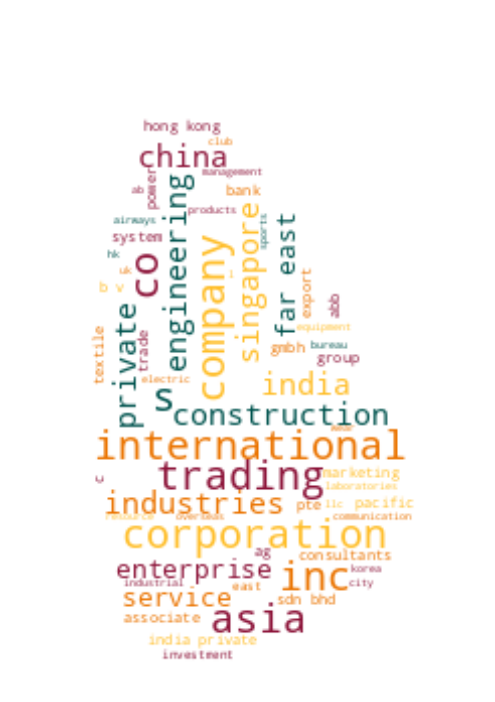 hong kong
club
china
management
power
ab
bank
engineering
products
airways
singapore
sports
far east
system
hk
co
company
uk
b v
export
abb
private
equipment
textile
trade
gmbh
bureau
group
electric
india
s
construction
international
trading
marketing
c
laboratories
industries
pte
llc
pacific
resource
overseas
communication
corporation
ag
consultants
enterprise
inc
korea
industrial
city
east
service
sdn bhd
associate
asia
india private
investment